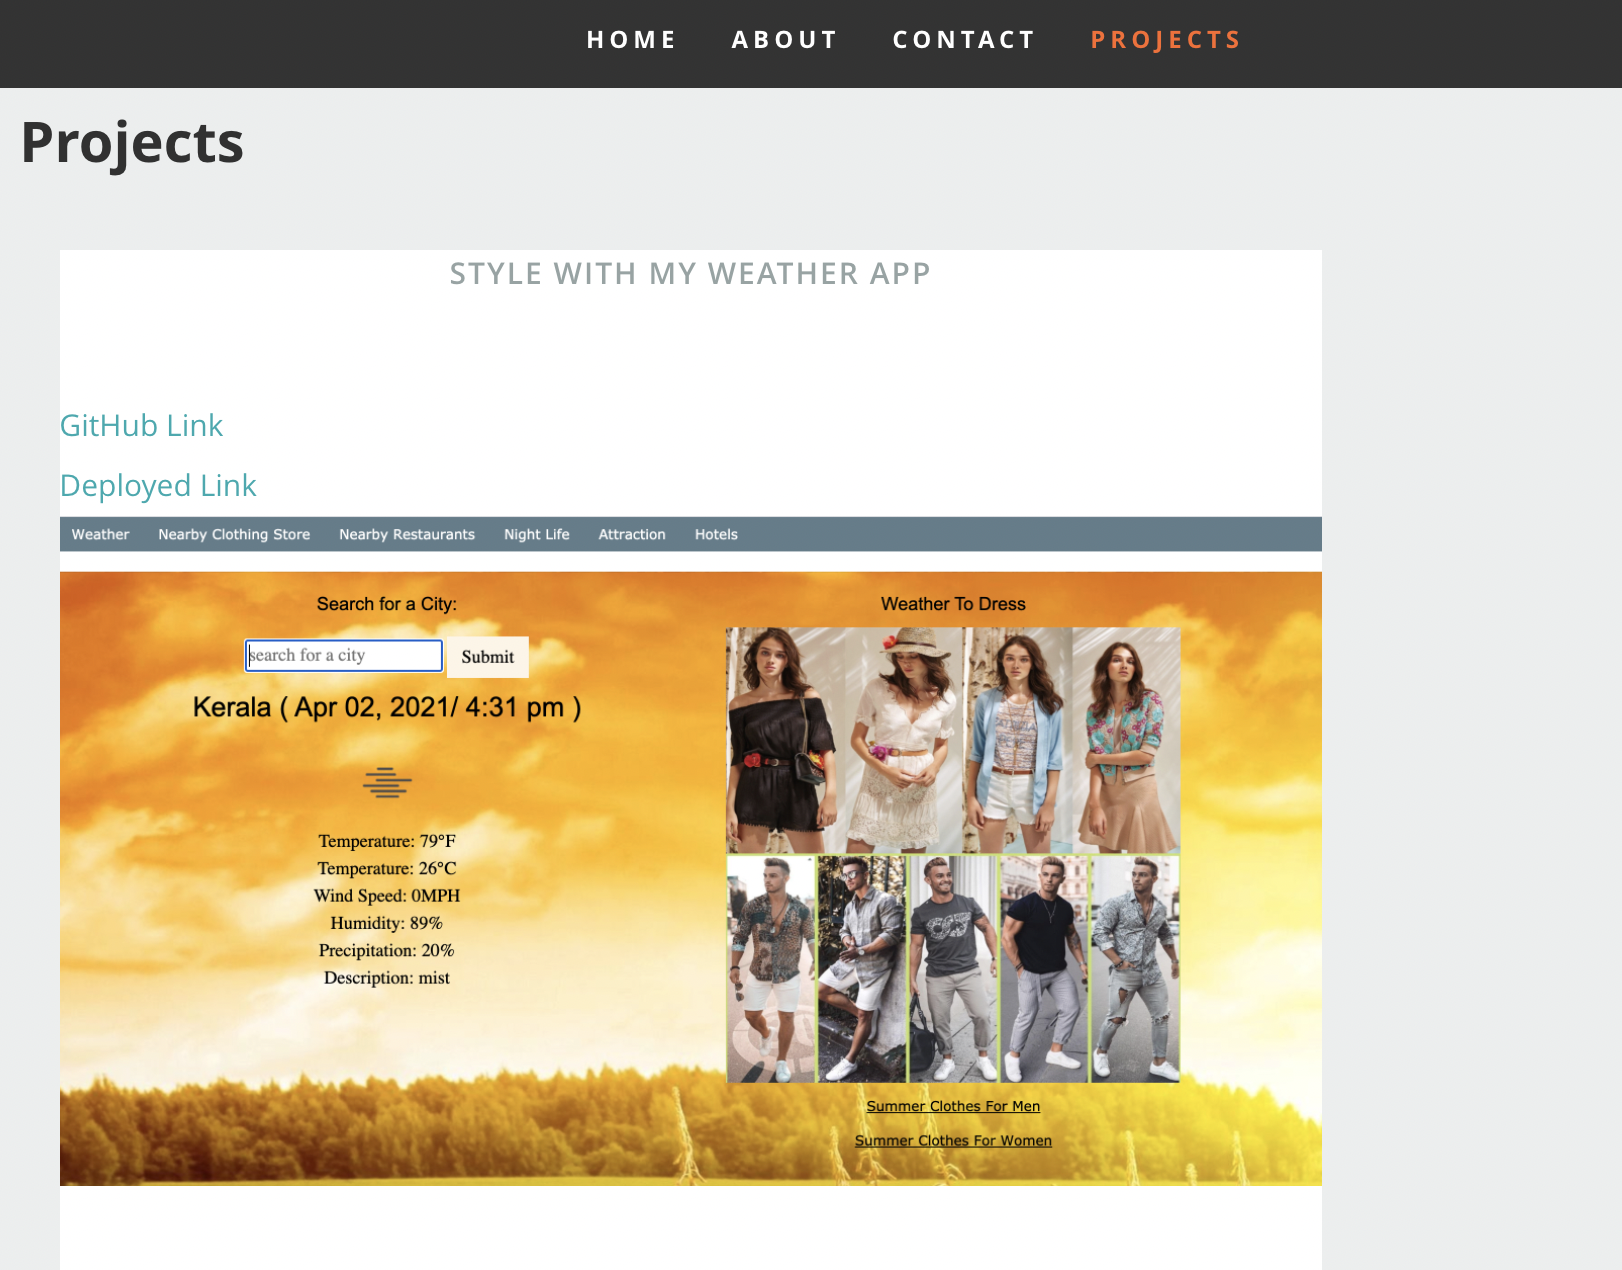 HOME ABOUT CONTACT PROJECTS
Projects
STYLE WITH MY WEATHER APP
GitHub Link
Deployed Link
Weather Nearby Clothing Store Nearby Restaurants Night Life Attraction Hotels
Search for a City:
search for a city Submit
Kerala ( Apr 02, 2021/ 4:31 pm )
Temperature: 79°F
Temperature: 26°C
Wind Speed: 0MPH
Humidity: 89%
Precipitation: 20%
Description: mist
Weather To Dress
Summer Clothes For Men
Summer Clothes For Women